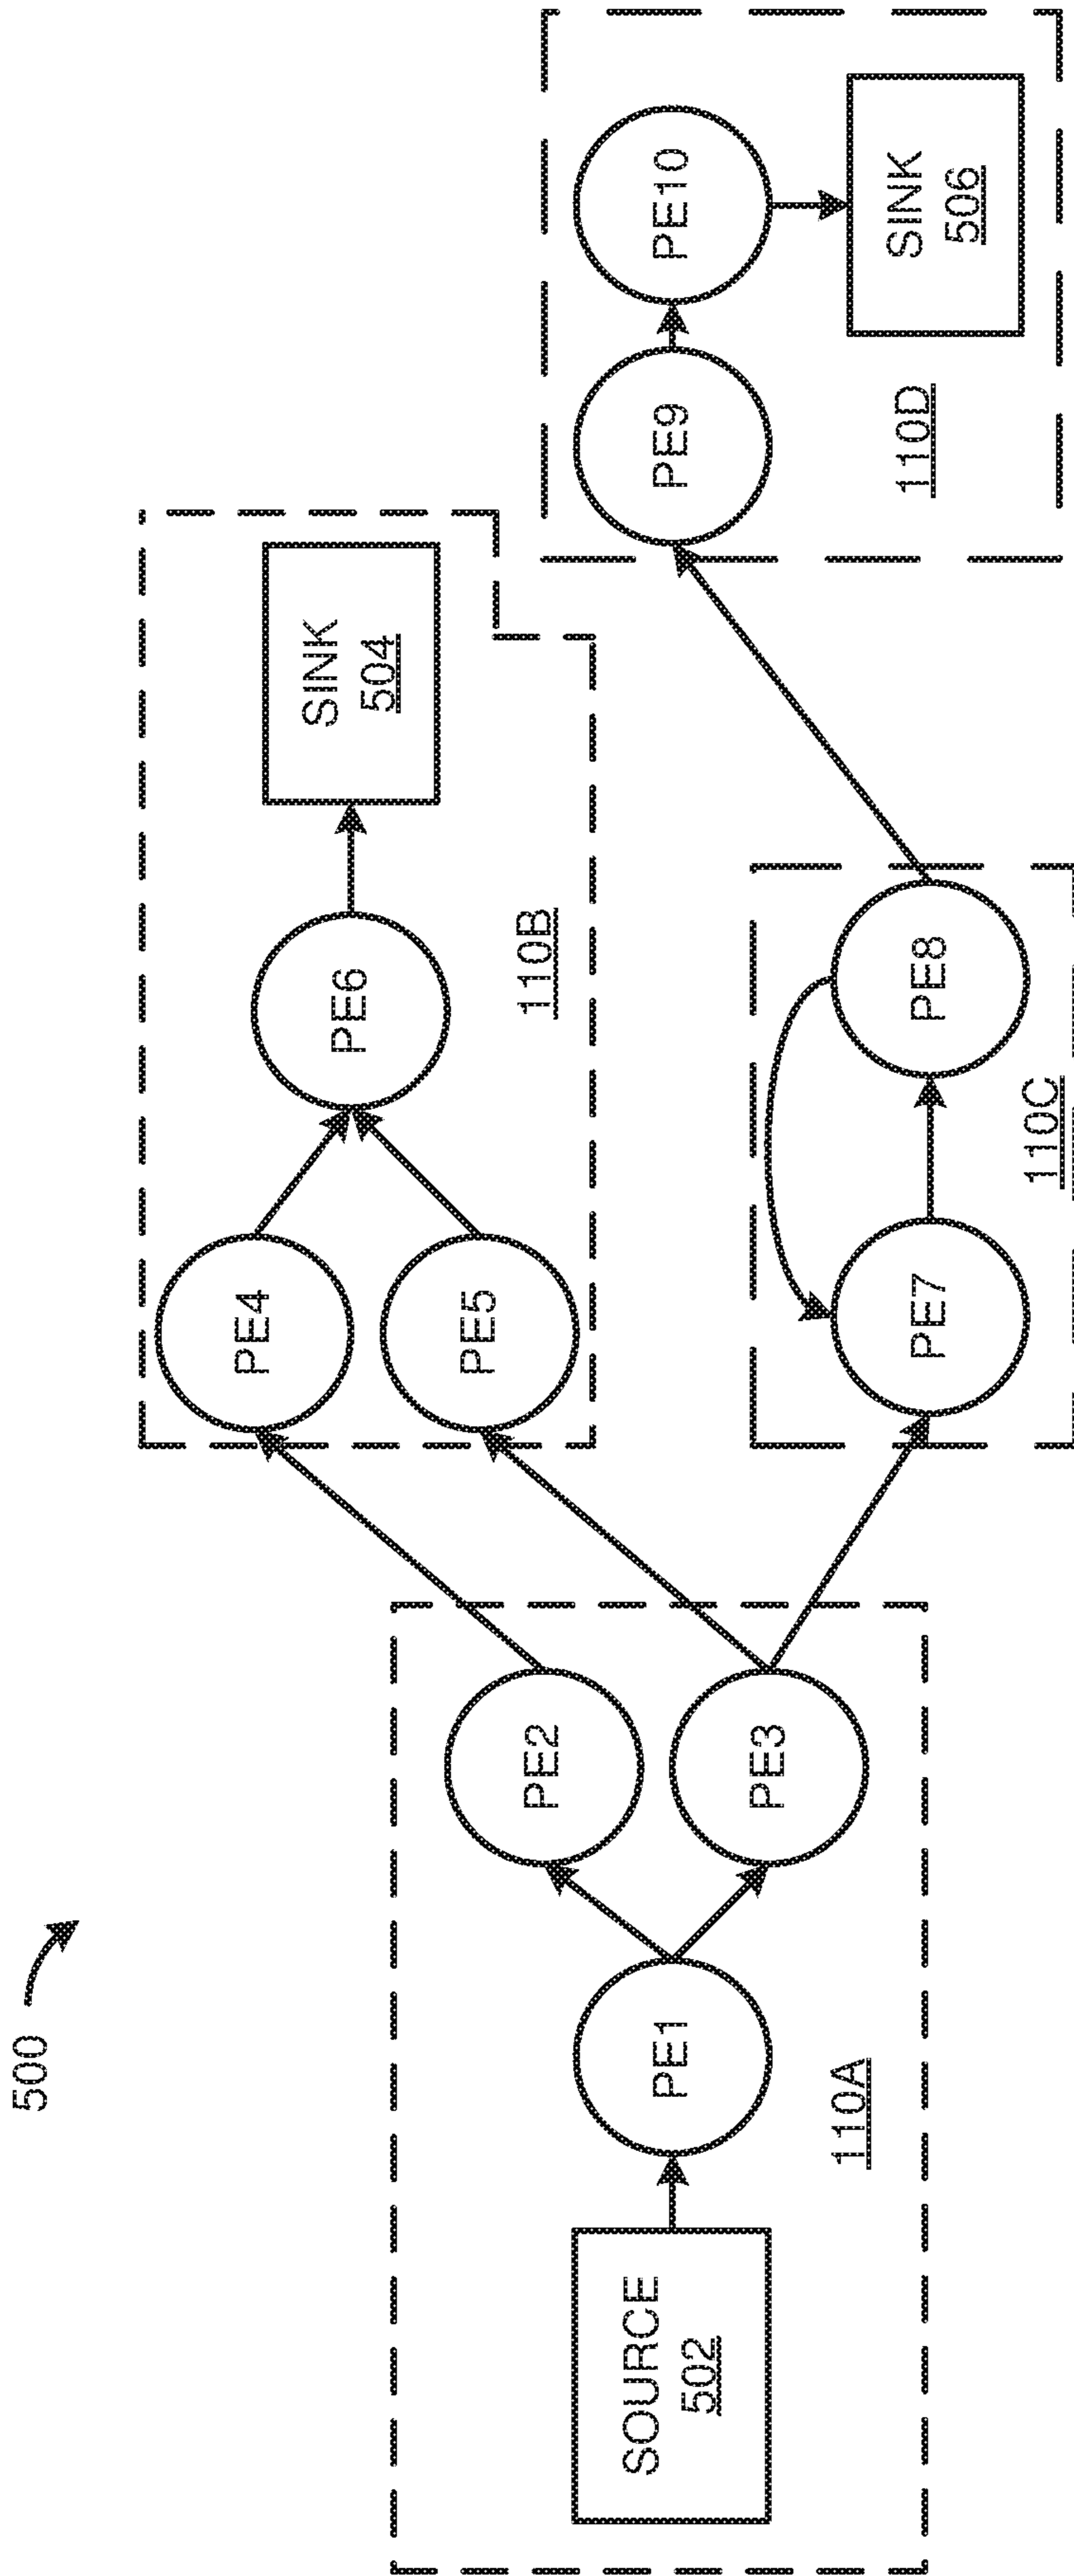 500
SOURCE
502
PE1
110A
PE2
PE3
PE4
PE5
PE6
SINK
504
110B
PE7
PE8
110C
PE9
PE10
SINK
506
110D